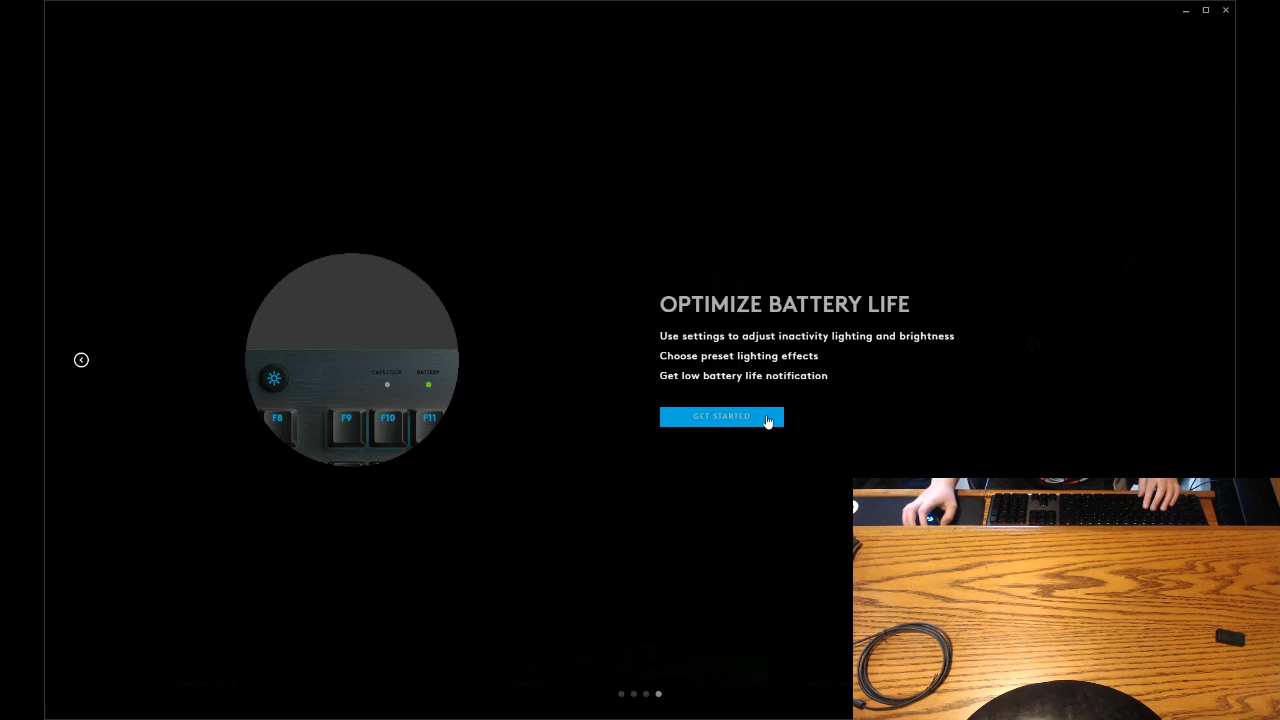 OPTIMIZE BATTERY LIFE
Use settings to adjust inactivity lighting and brightness
Choose preset lighting effects
Get low battery life notification
GET STARTED
CAPS LOCK BATTERY
F8 F9 F10 F11